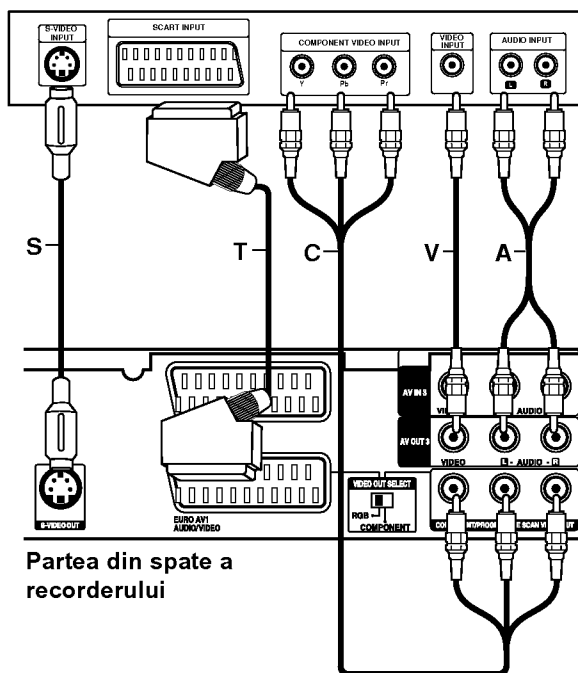 S-VIDEO
INPUT
SCART INPUT
COMPONENT VIDEO INPUT
Y
Pb
Pr
VIDEO
INPUT
AUDIO INPUT
L
R
S
T
C
V
A
AV IN 3
AUDIO
AV OUT 3
VIDEO
L - AUDIO - R
S-VIDEO OUT
EURO AV1
AUDIO/VIDEO
VIDEO OUT SELECT
RGB
COMPONENT
SCAN
Partea din spate a
recorderului